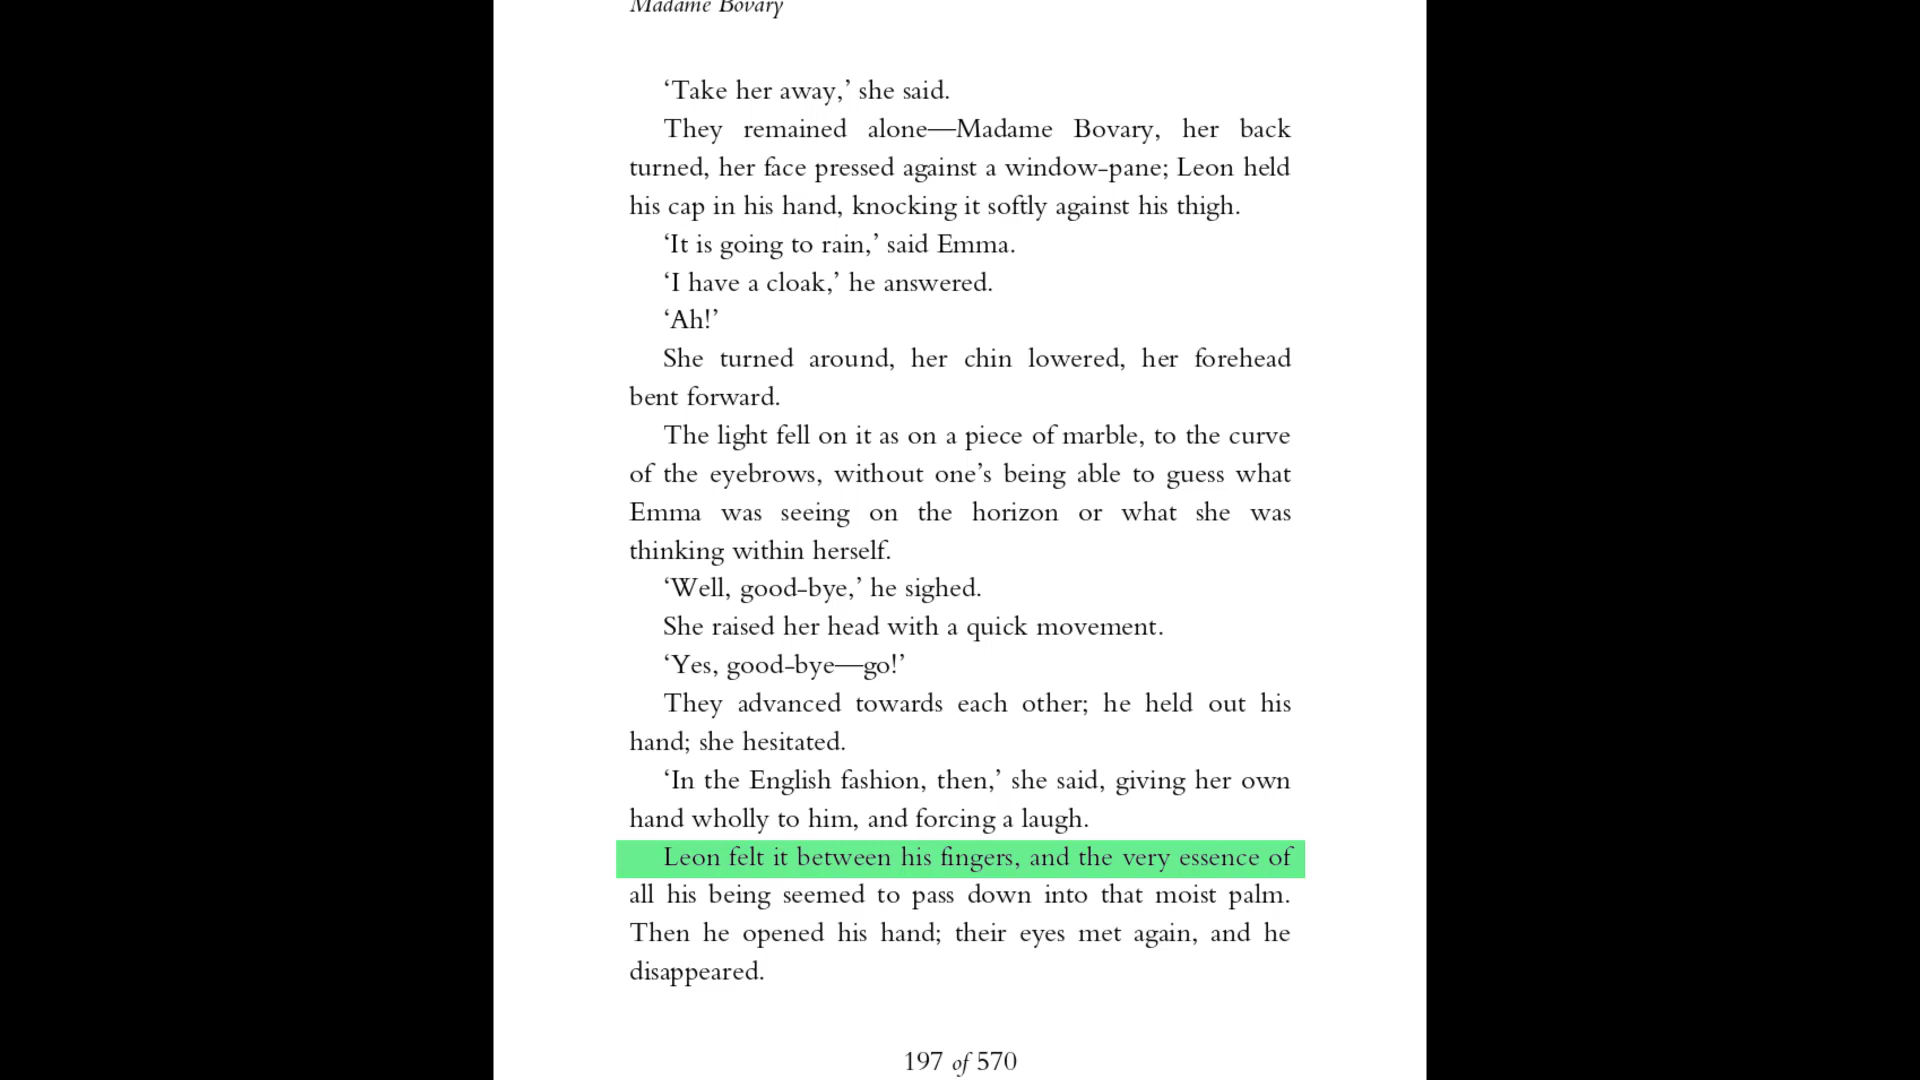 Madame Bovary
‘Take her away,’ she said.
They remained alone—Madame Bovary, her back
turned, her face pressed against a window-pane; Leon held
his cap in his hand, knocking it softly against his thigh.
‘It is going to rain,’ said Emma.
‘I have a cloak,’ he answered.
‘Ah!’
She turned around, her chin lowered, her forehead
bent forward.
The light fell on it as on a piece of marble, to the curve
of the eyebrows, without one’s being able to guess what
Emma was seeing on the horizon or what she was
thinking within herself.
‘Well, good-bye,’ he sighed.
She raised her head with a quick movement.
‘Yes, good-bye—go!’
They advanced towards each other; he held out his
hand; she hesitated.
‘In the English fashion, then,’ she said, giving her own
hand wholly to him, and forcing a laugh.
Leon felt it between his fingers, and the very essence of
all his being seemed to pass down into that moist palm.
Then he opened his hand; their eyes met again, and he
disappeared.
197 of 570